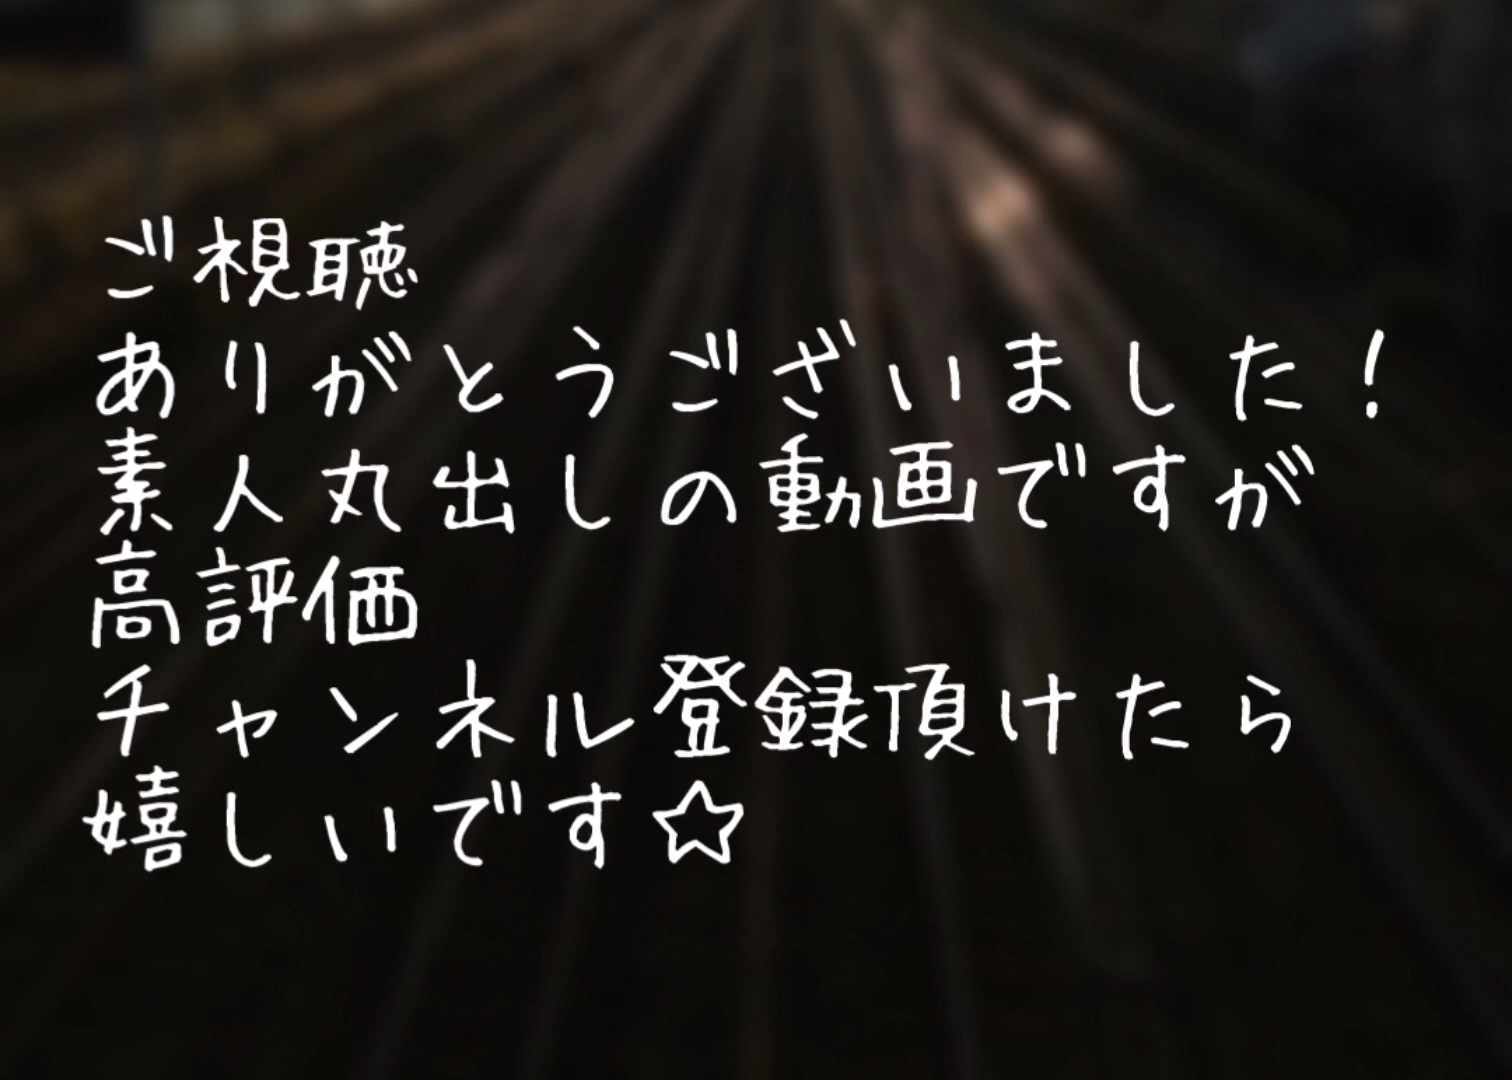 ご視聴
ありがとうございました!
素人丸出しの動画ですが
高評価
チャンネル登録頂けたら
嬉しいです☆